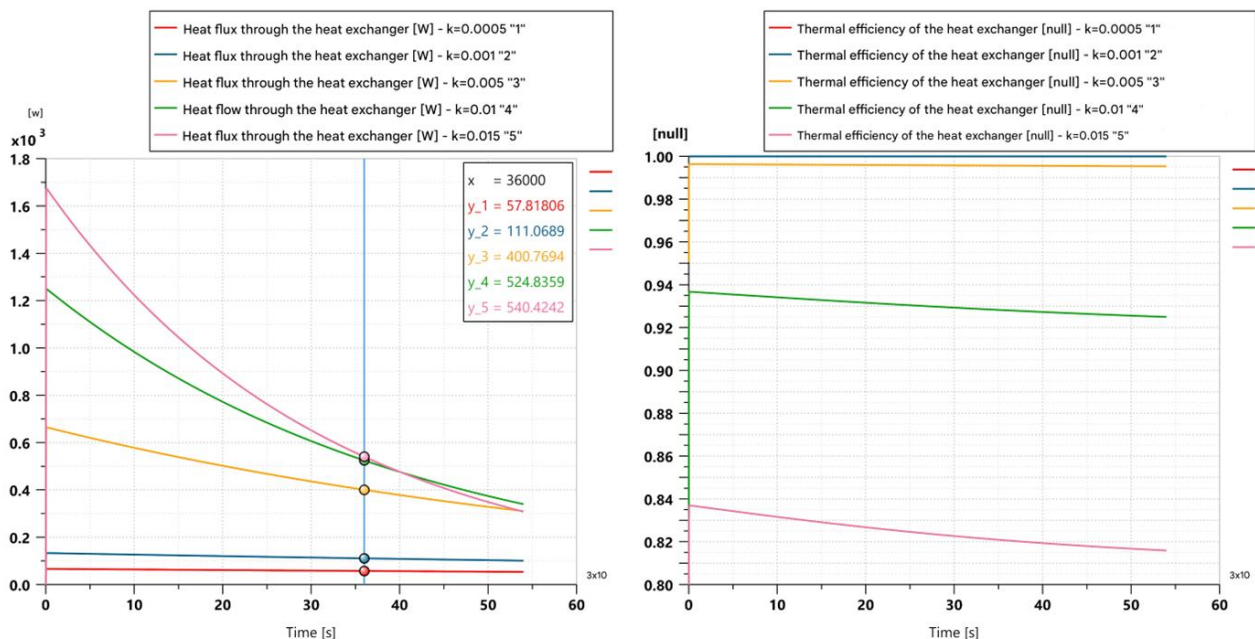 Heat flux through the heat exchanger [W] - k=0.0005 "1"
Heat flux through the heat exchanger [W] - k=0.001 "2"
Heat flux through the heat exchanger [W] - k=0.005 "3"
Heat flow through the heat exchanger [W] - k=0.01 "4"
Heat flux through the heat exchanger [W] - k=0.015 "5"
[w]
x10 3
1.8
1.6
1.4
1.2
1.0
0.8
0.6
0.4
0.2
0.0
x = 36000
y_1 = 57.81806
y_2 = 111.0689
y_3 = 400.7694
y_4 = 524.8359
y_5 = 540.4242
3x10
0 10 20 30 40 50 60
Time [s]
Thermal efficiency of the heat exchanger [null] - k=0.0005 "1"
Thermal efficiency of the heat exchanger [null] - k=0.001 "2"
Thermal efficiency of the heat exchanger [null] - k=0.005 "3"
Thermal efficiency of the heat exchanger [null] - k=0.01 "4"
Thermal efficiency of the heat exchanger [null] - k=0.015 "5"
[null]
1.00
0.98
0.96
0.94
0.92
0.90
0.88
0.86
0.84
0.82
0.80
3x10
0 10 20 30 40 50 60
Time [s]